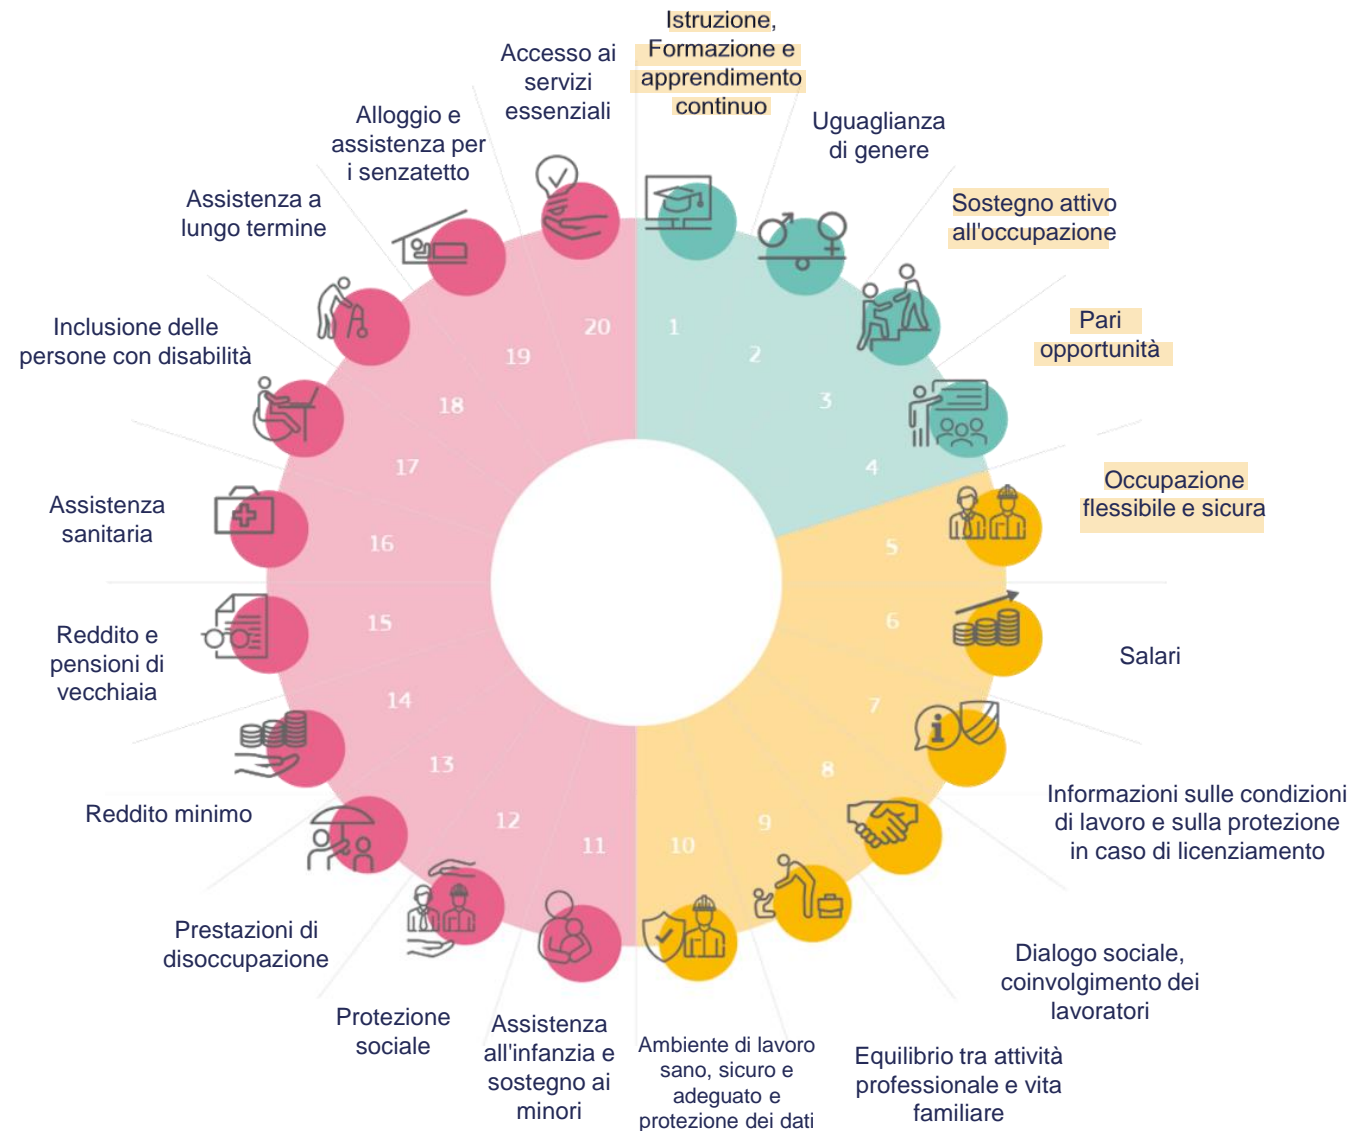 Istruzione,
Formazione e
apprendimento
continuo
Uguaglianza
di genere
Sostegno attivo
all'occupazione
Pari
opportunità
Occupazione
flessibile e sicura
Salari
Informazioni sulle condizioni
di lavoro e sulla protezione
in caso di licenziamento
Dialogo sociale,
coinvolgimento dei
lavoratori
Equilibrio tra attività
professionale e vita
familiare
Ambiente di lavoro
sano, sicuro e
adeguato e
protezione dei dati
Assistenza
all'infanzia e
sostegno ai
minori
Protezione
sociale
Prestazioni di
disoccupazione
Reddito minimo
Reddito e
pensioni di
vecchiaia
Assistenza
sanitaria
Inclusione delle
persone con disabilità
Assistenza a
lungo termine
Alloggio e
assistenza per
i senzatetto
Accesso ai
servizi
essenziali
1
2
3
4
5
6
7
8
9
10
11
12
13
14
15
16
17
18
19
20
i